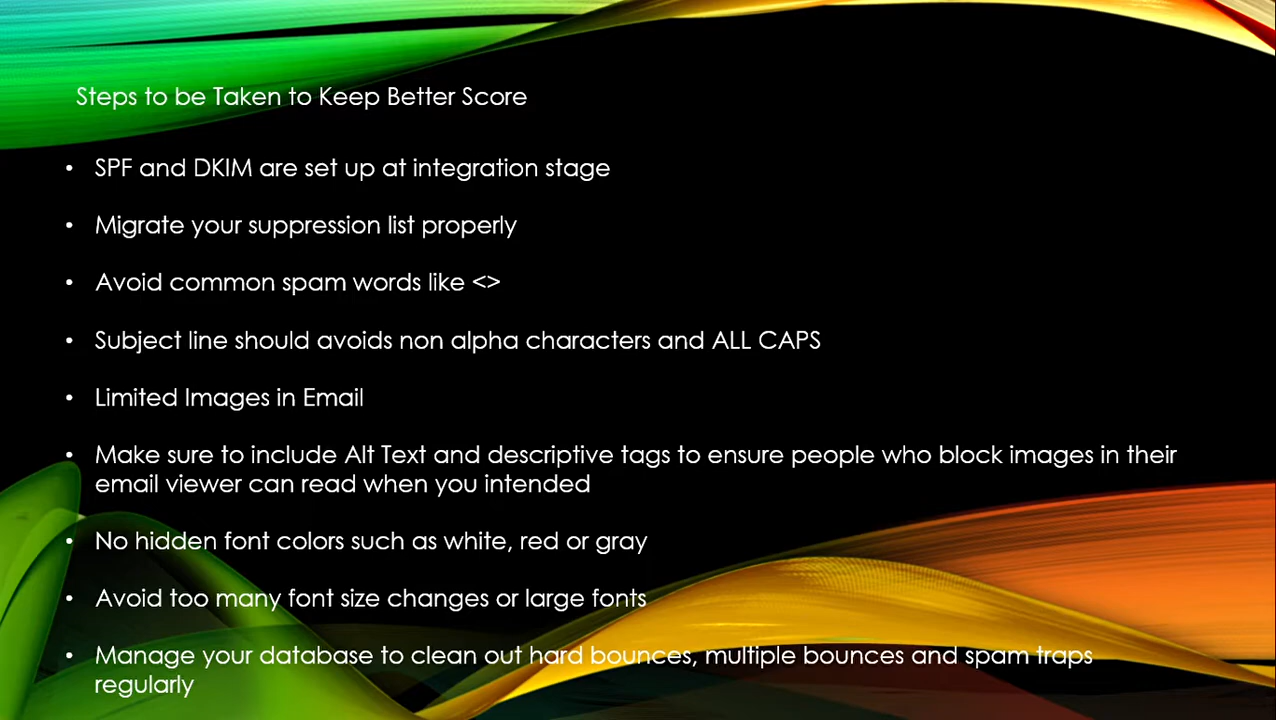 Steps to be Taken to Keep Better Score
• SPF and DKIM are set up at integration stage
• Migrate your suppression list properly
• Avoid common spam words like <>
• Subject line should avoids non alpha characters and ALL CAPS
• Limited Images in Email
• Make sure to include Alt Text and descriptive tags to ensure people who block images in their
email viewer can read when you intended
• No hidden font colors such as white, red or gray
• Avoid too many font size changes or large fonts
• Manage your database to clean out hard bounces, multiple bounces and spam traps
regularly